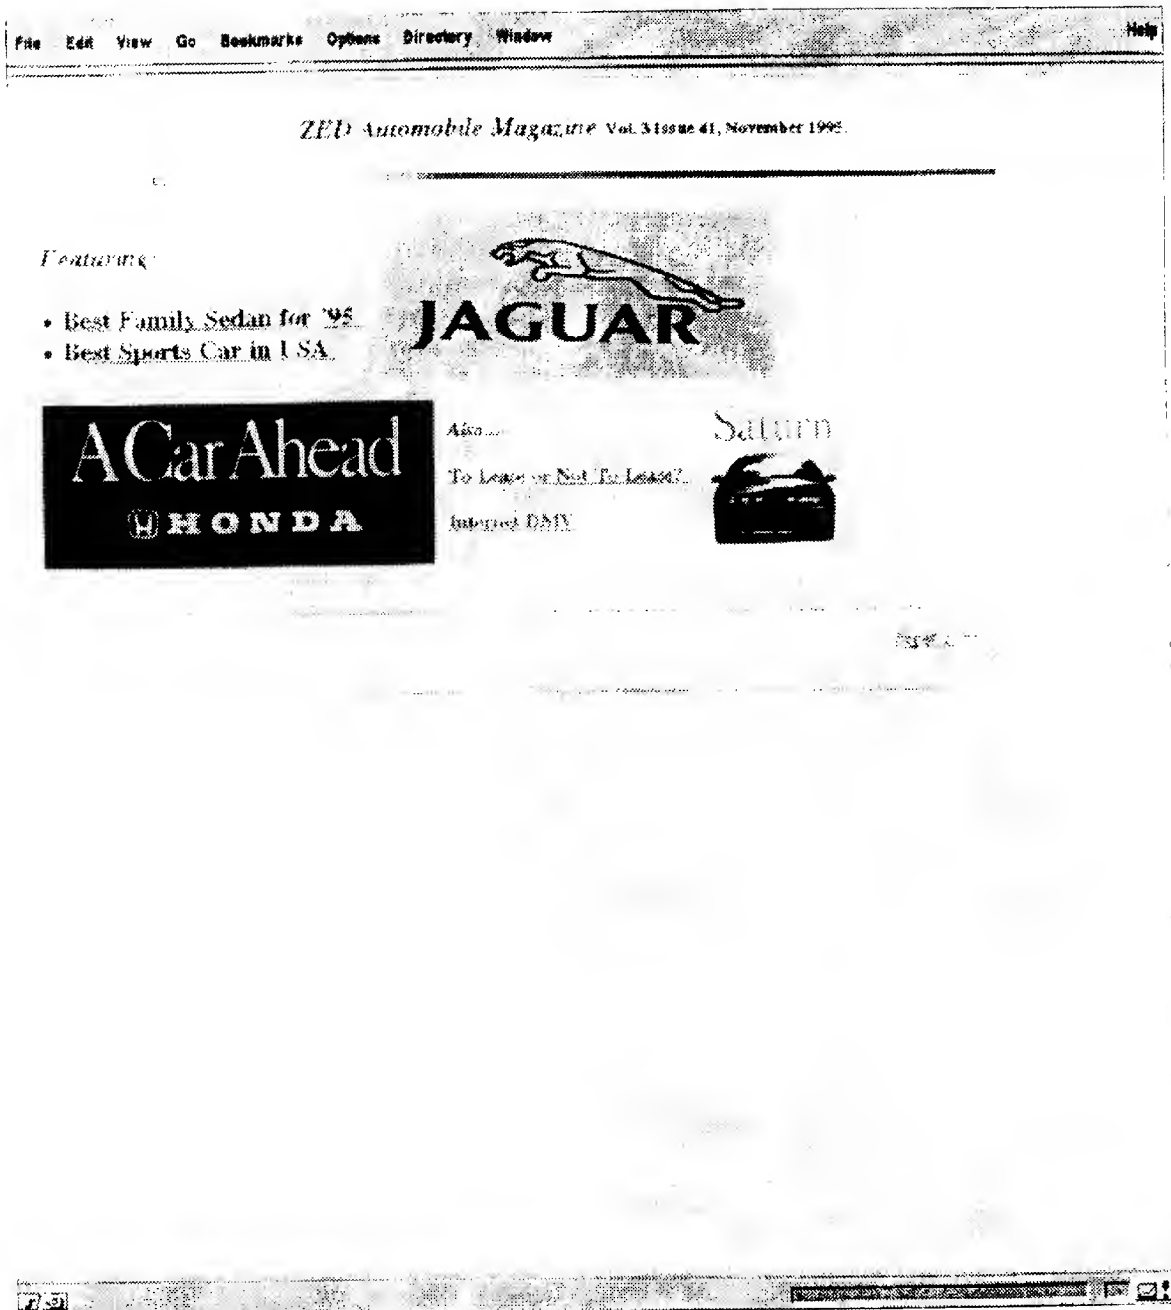 File Edit View Go Bookmarks Options Directory Window Help
ZED Automobile Magazine Vol. 3 Issue 41, November 1995.
Featuring:
• Best Family Sedan for '95
• Best Sports Car in USA
JAGUAR
A Car Ahead
HONDA
Also...
To Lease or Not To Lease?
Internet DMV
Saturn